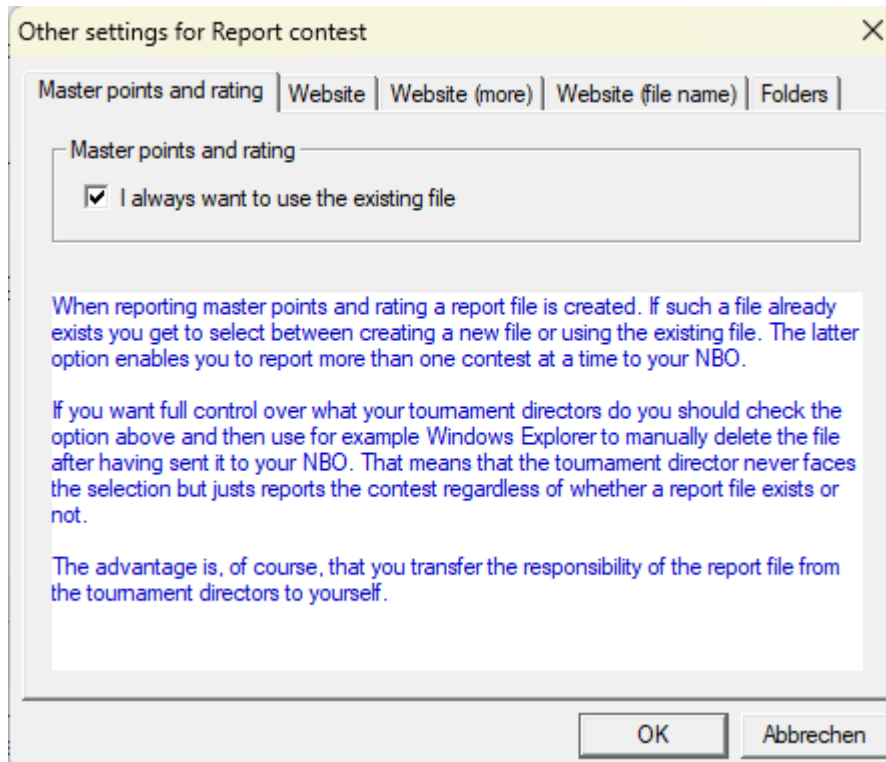 Other settings for Report contest
Master points and rating
Website
Website (more)
Website (file name)
Folders
Master points and rating
I always want to use the existing file
When reporting master points and rating a report file is created. If such a file already
exists you get to select between creating a new file or using the existing file. The latter
option enables you to report more than one contest at a time to your NBO.
If you want full control over what your tournament directors do you should check the
option above and then use for example Windows Explorer to manually delete the file
after having sent it to your NBO. That means that the tournament director never faces
the selection but justs reports the contest regardless of whether a report file exists or
not.
The advantage is, of course, that you transfer the responsibility of the report file from
the tournament directors to yourself.
OK
Abbrechen